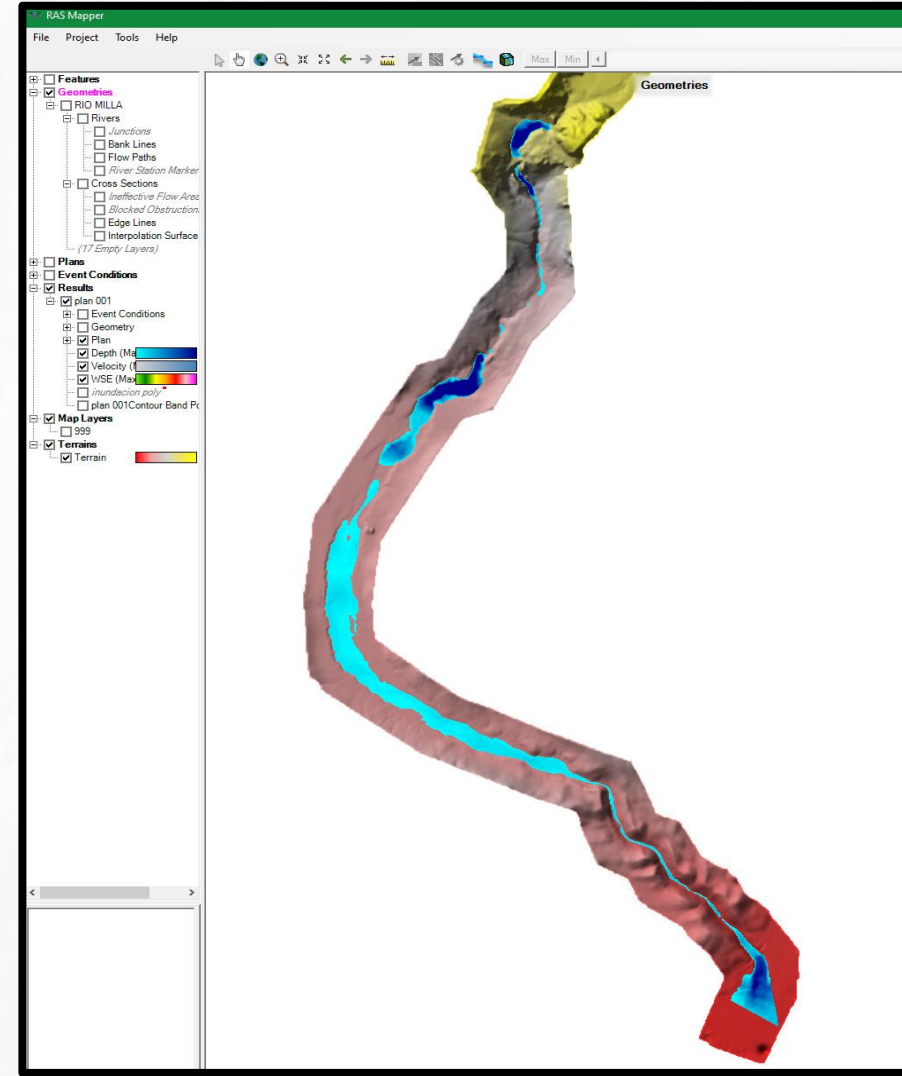 RAS Mapper
File Project Tools Help
Max Min
Features
Geometries
RIO MILLA
Rivers
Junctions
Bank Lines
Flow Paths
River Station Marker
Cross Sections
Ineffective Flow Area
Blocked Obstruction
Edge Lines
Interpolation Surface
(17 Empty Layers)
Plans
Event Conditions
Results
plan 001
Event Conditions
Geometry
Plan
Depth (Ma
Velocity (
WSE (Max
inundacion poly
plan 001Contour Band Po
Map Layers
999
Terrains
Terrain
Geometries